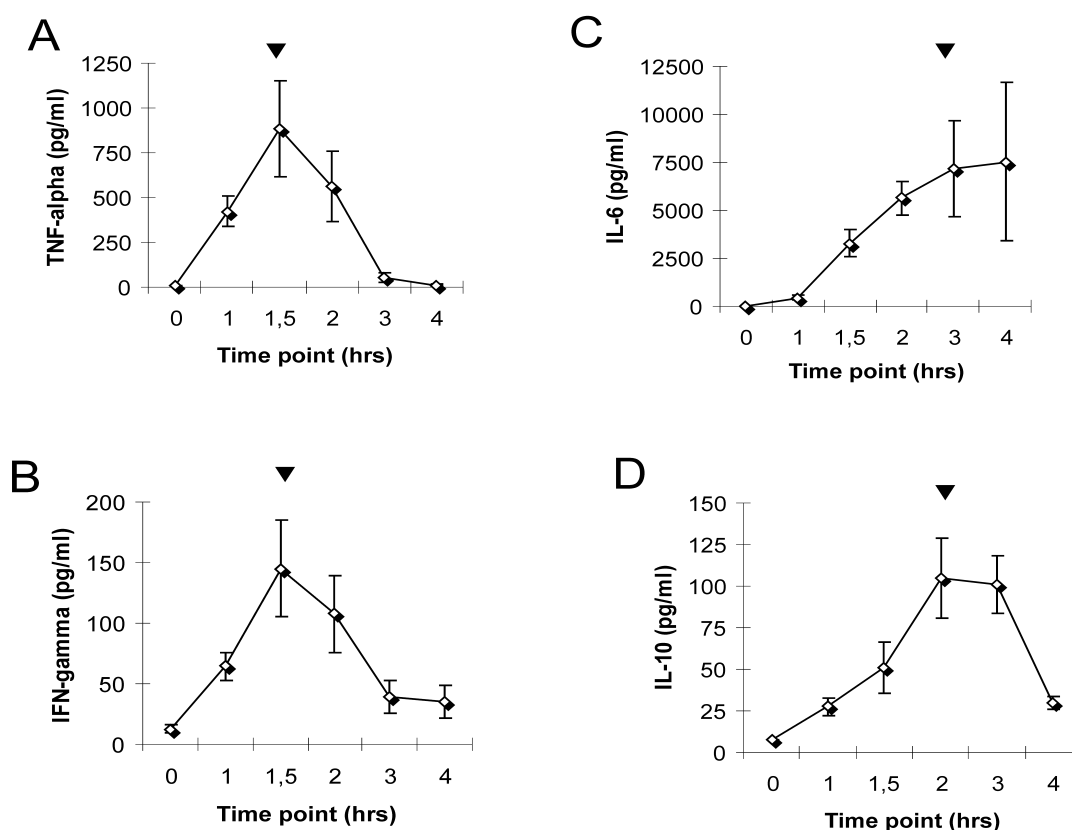 A
TNF-alpha (pg/ml)
1250
1000
750
500
250
0
0 1 1,5 2 3 4
Time point (hrs)
C
IL-6 (pg/ml)
12500
10000
7500
5000
2500
0
0 1 1,5 2 3 4
Time point (hrs)
B
IFN-gamma (pg/ml)
200
150
100
50
0
0 1 1,5 2 3 4
Time point (hrs)
D
IL-10 (pg/ml)
150
125
100
75
50
25
0
0 1 1,5 2 3 4
Time point (hrs)